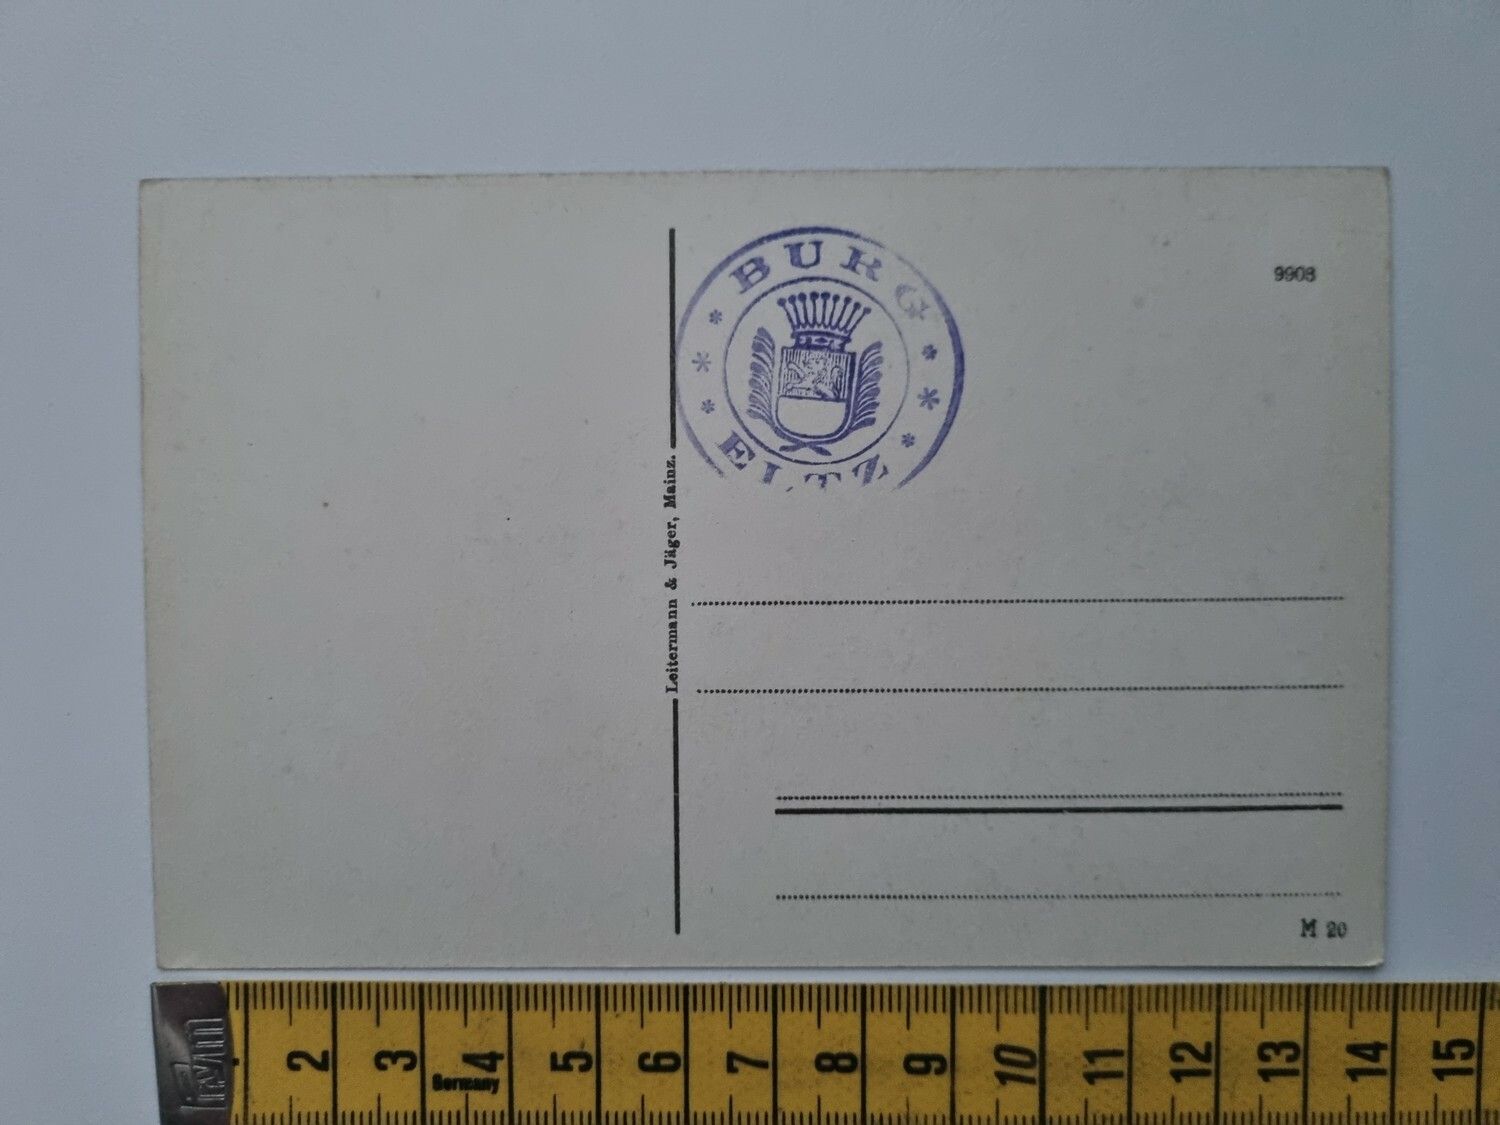 BURG
ELTZ
9908
Leitermann & Jäger, Mainz.
M 20
2 3 4 5 6 7 8 9 10 11 12 13 14 15
Germany